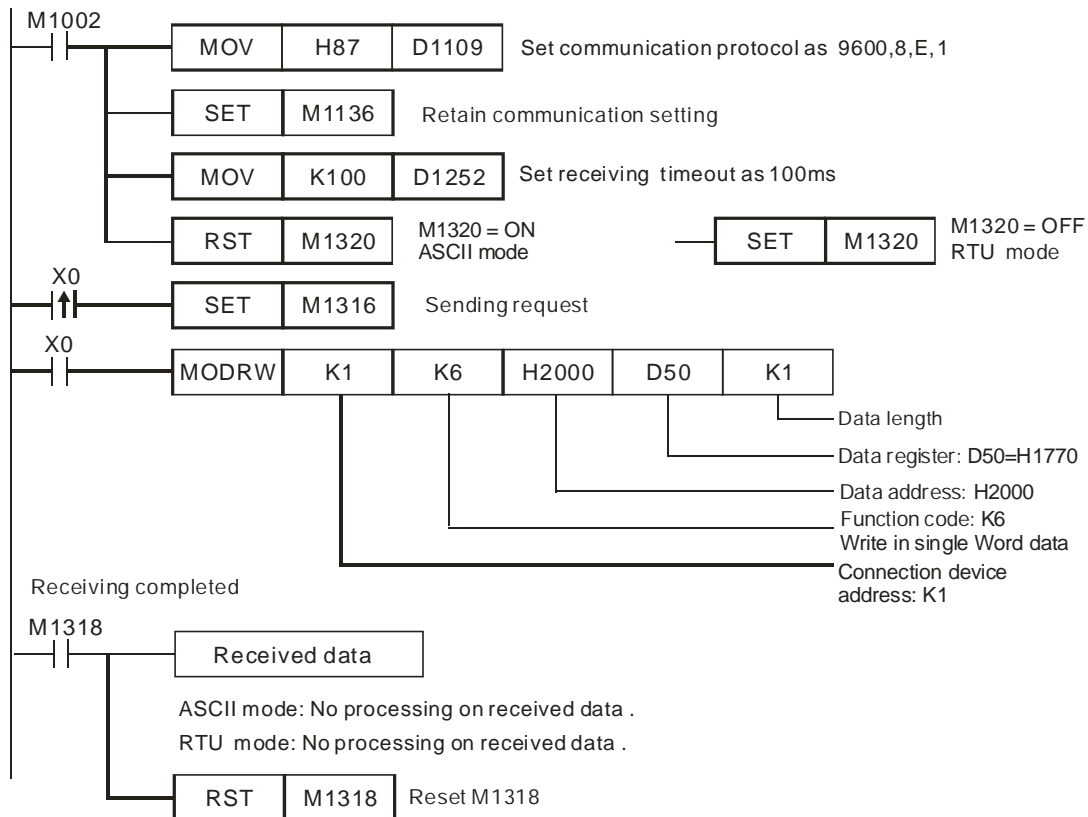 M1002
MOV H87 D1109 Set communication protocol as 9600,8,E,1
SET M1136 Retain communication setting
MOV K100 D1252 Set receiving timeout as 100ms
RST M1320 M1320 = ON
ASCII mode
SET M1320 M1320 = OFF
RTU mode
X0
SET M1316 Sending request
X0
MODRW K1 K6 H2000 D50 K1
Data length
Data register: D50=H1770
Data address: H2000
Function code: K6
Write in single Word data
Connection device
address: K1
Receiving completed
M1318
Received data
ASCII mode: No processing on received data .
RTU mode: No processing on received data .
RST M1318 Reset M1318